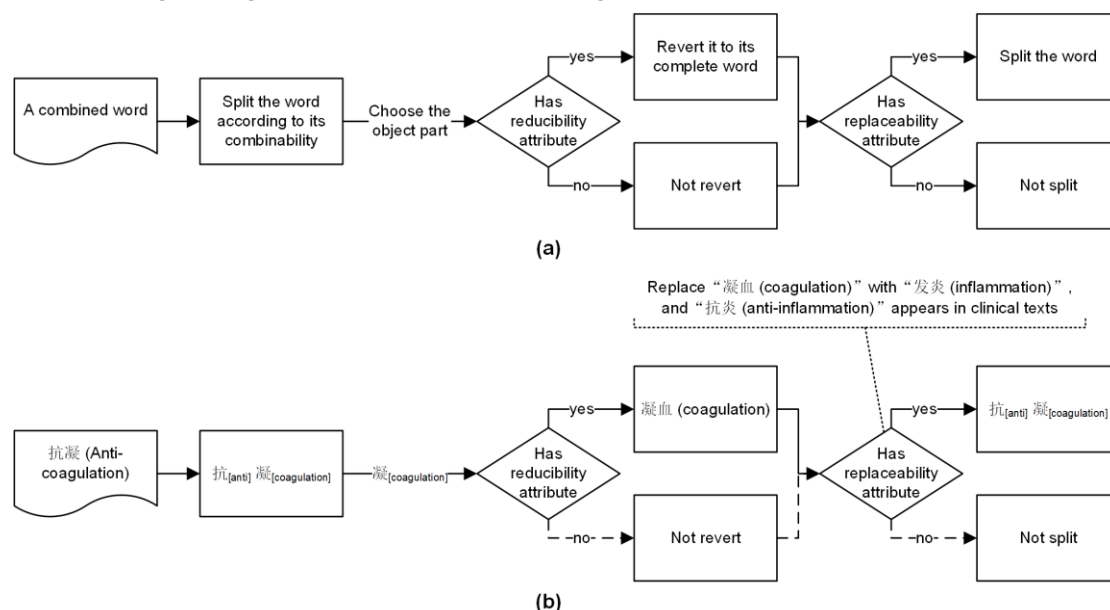 A combined word
Split the word
according to its
combinability
Choose the
object part
Has
reducibility
attribute
yes
Revert it to its
complete word
no
Not revert
Has
replaceability
attribute
yes
Split the word
no
Not split
(a)
Replace “凝血 (coagulation)” with “发炎 (inflammation)” ,
and “抗炎 (anti-inflammation)” appears in clinical texts
抗凝 (Anti-
coagulation)
抗[anti] 凝[coagulation]
凝[coagulation]
Has
reducibility
attribute
yes
凝血 (coagulation)
no
Not revert
Has
replaceability
attribute
yes
抗[anti] 凝[coagulation]
no
Not split
(b)